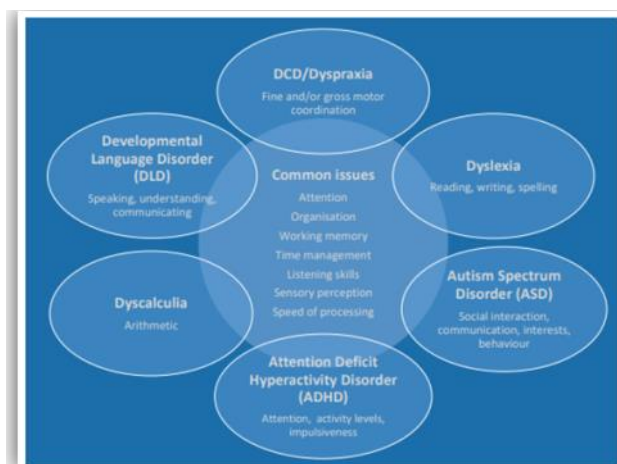 DCD/Dyspraxia
Fine and/or gross motor
coordination
Developmental
Language Disorder
(DLD)
Speaking, understanding,
communicating
Common issues
Attention
Organisation
Working memory
Time management
Listening skills
Sensory perception
Speed of processing
Dyslexia
Reading, writing, spelling
Dyscalculia
Arithmetic
Autism Spectrum
Disorder (ASD)
Social interaction,
communication, interests,
behaviour
Attention Deficit
Hyperactivity Disorder
(ADHD)
Attention, activity levels,
impulsiveness